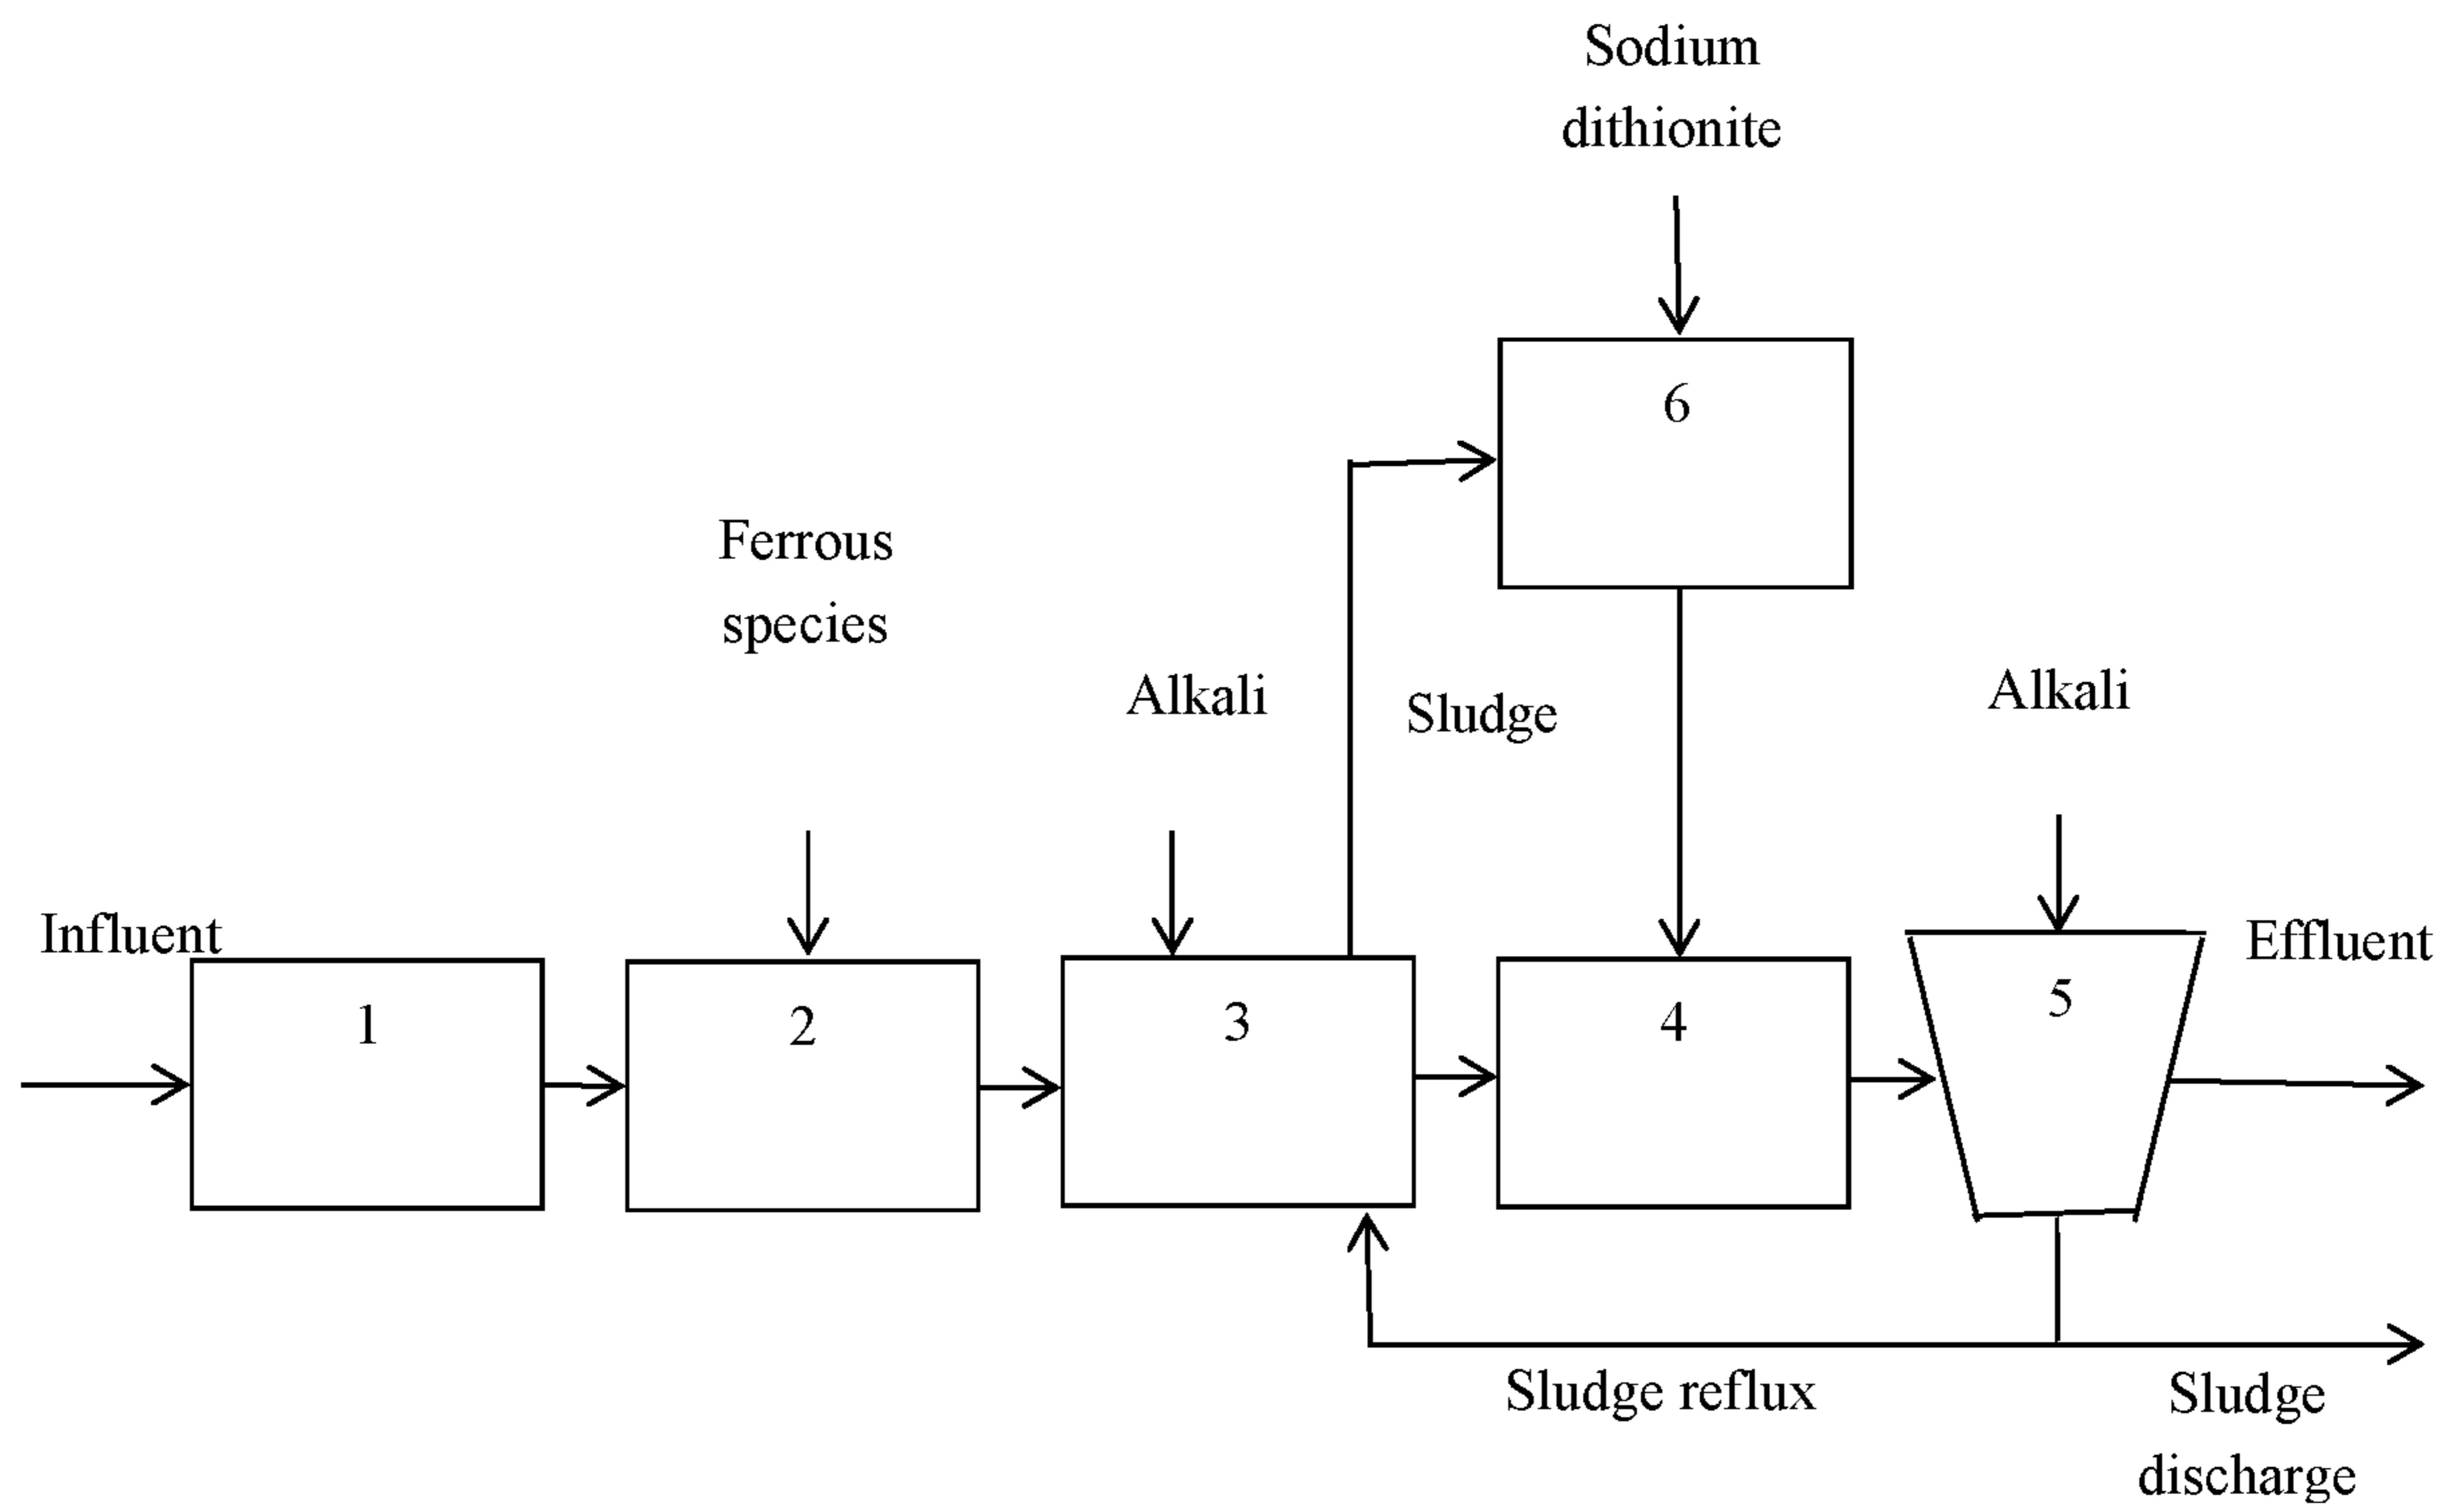 Sodium
dithionite
6
Ferrous
species
Alkali
Sludge
Alkali
Influent
Effluent
1
2
3
4
5
Sludge reflux
Sludge
discharge